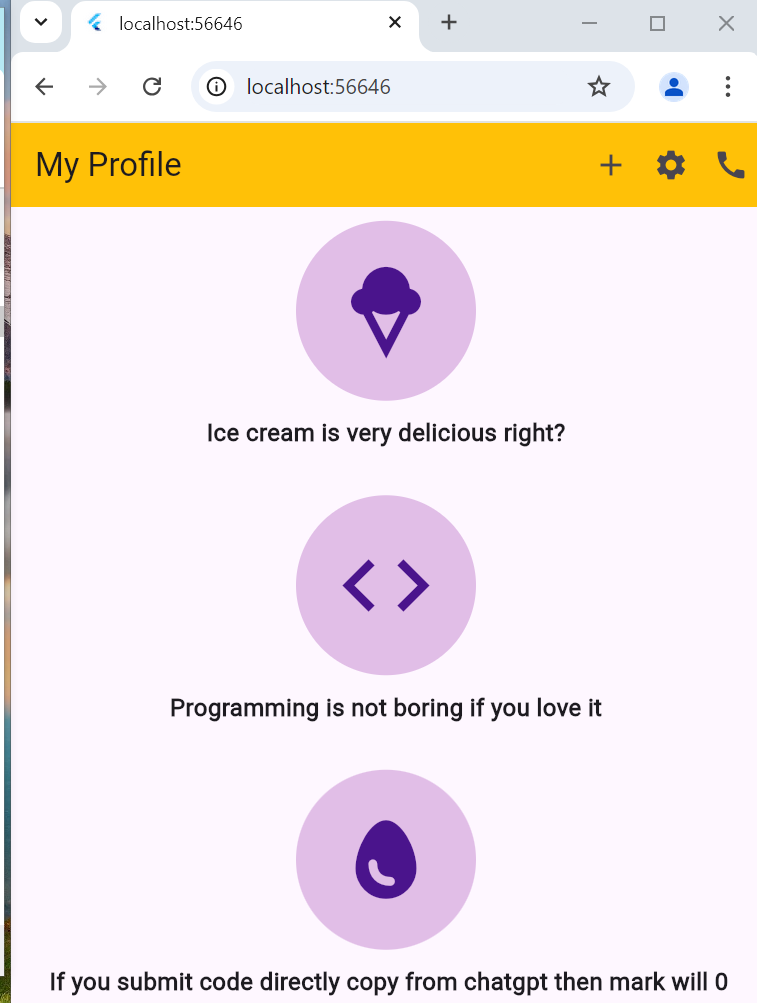 localhost:56646
localhost:56646
My Profile
Ice cream is very delicious right?
Programming is not boring if you love it
If you submit code directly copy from chatgpt then mark will 0